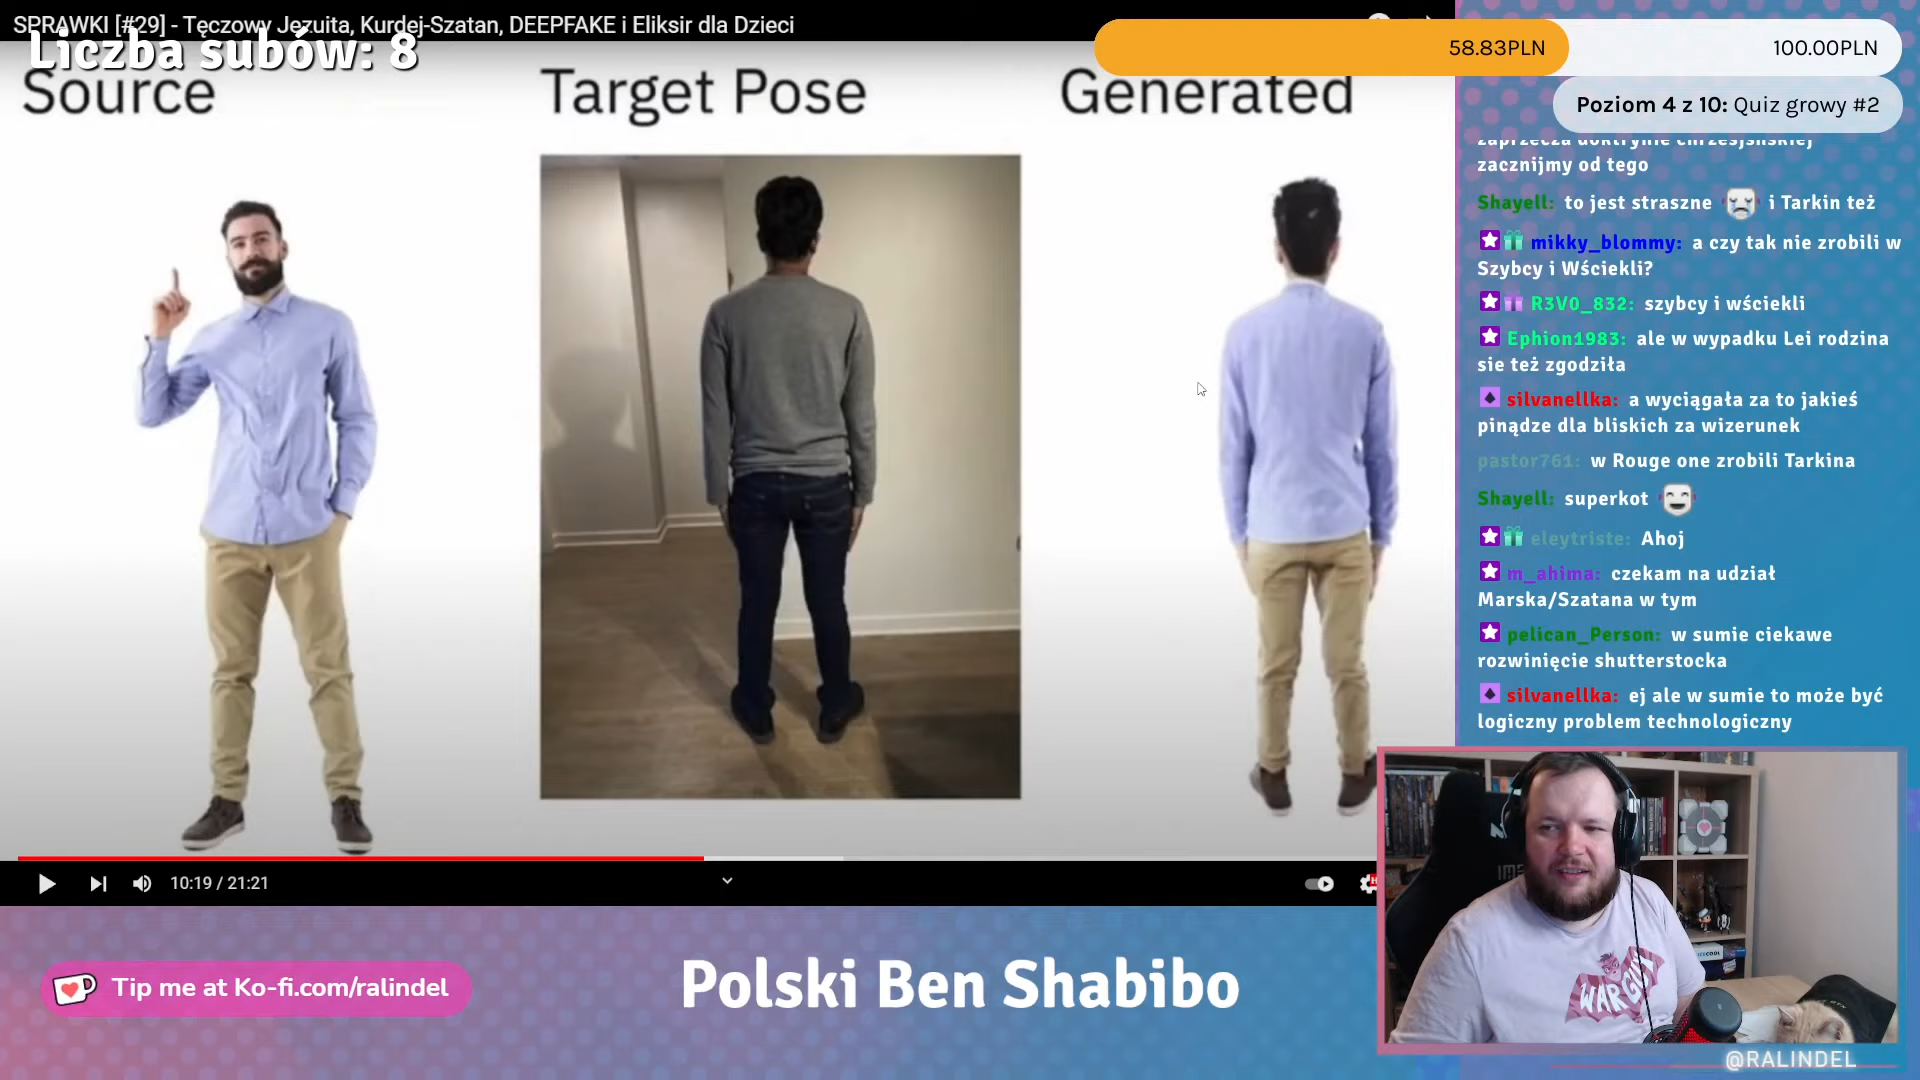 SPRAWKI [#29] - Tęczowy Jezuita, Kurdej-Szatan, DEEPFAKE i Eliksir dla Dzieci
Liczba subów: 8
58.83PLN
100.00PLN
Poziom 4 z 10: Quiz growy #2
Source
Target Pose
Generated
zaprzecza doktrynie chrześjśńskiej
zacznijmy od tego
Shayell: to jest straszne i Tarkin też
mikky_blommy: a czy tak nie zrobili w
Szybcy i Wściekli?
R3V0_832: szybcy i wściekli
Ephion1983: ale w wypadku Lei rodzina
sie też zgodziła
silvanellka: a wyciągała za to jakieś
pinądze dla bliskich za wizerunek
pastor761: w Rouge one zrobili Tarkina
Shayell: superkot
eleytriste: Ahoj
m_ahima: czekam na udział
Marska/Szatana w tym
pelican_Person: w sumie ciekawe
rozwinięcie shutterstocka
silvanellka: ej ale w sumie to może być
logiczny problem technologiczny
10:19 / 21:21
Tip me at Ko-fi.com/ralindel
Polski Ben Shabibo
@RALINDEL